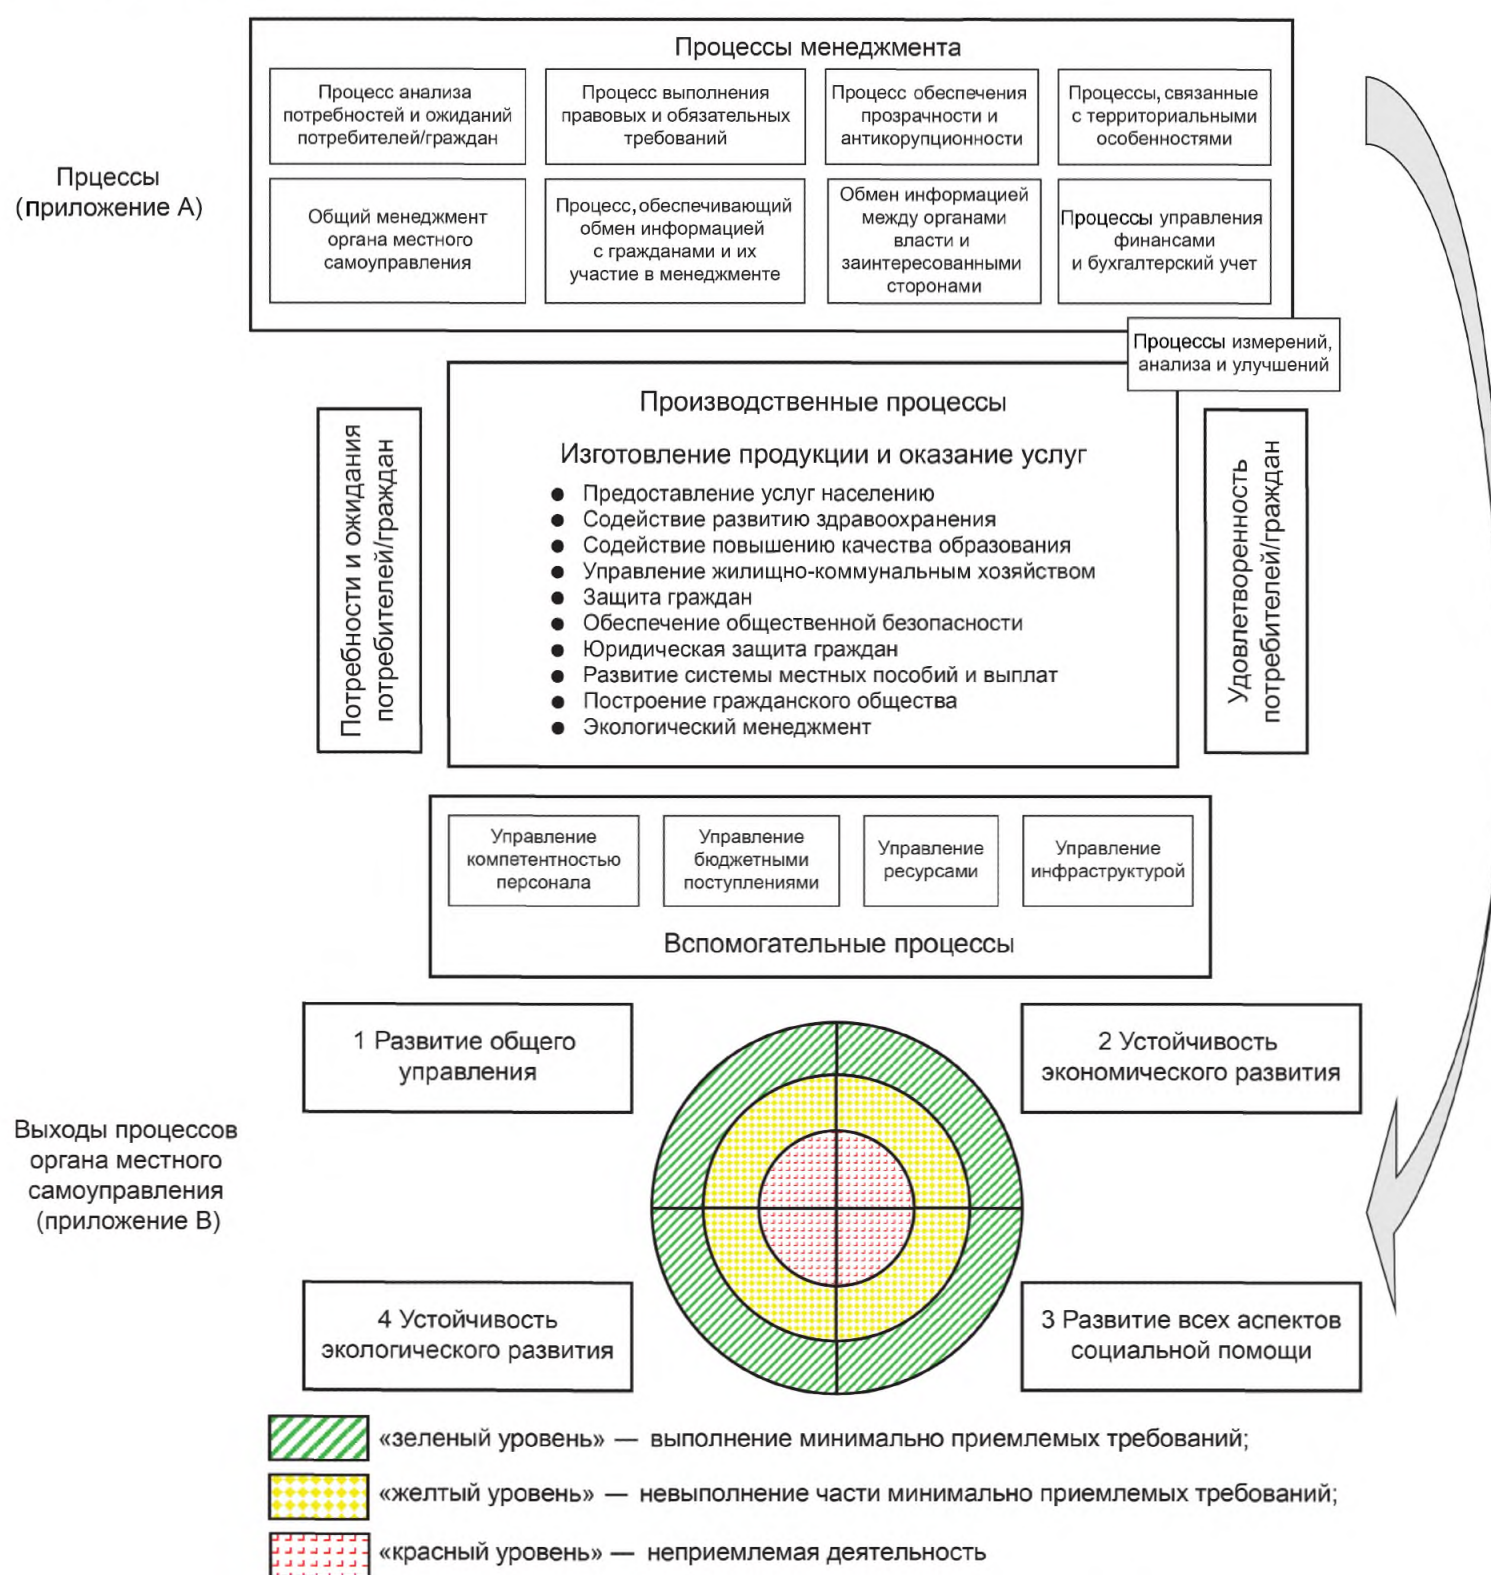 Процессы менеджмента
Процесс анализа
потребностей и ожиданий
потребителей/граждан
Процесс выполнения
правовых и обязательных
требований
Процесс обеспечения
прозрачности и
антикорупционности
Процессы, связанные
с территориальными
особенностями
Прцессы
(приложение А)
Общий менеджмент
органа местного
самоуправления
Процесс, обеспечивающий
обмен информацией
с гражданами и их
участие в менеджменте
Обмен информацией
между органами
власти и
заинтересованными
сторонами
Процессы управления
финансами
и бухгалтерский учет
Процессы измерений,
анализа и улучшений
Потребности и ожидания
потребителей/граждан
Производственные процессы
Изготовление продукции и оказание услуг
● Предоставление услуг населению
● Содействие развитию здравоохранения
● Содействие повышению качества образования
● Управление жилищно-коммунальным хозяйством
● Защита граждан
● Обеспечение общественной безопасности
● Юридическая защита граждан
● Развитие системы местных пособий и выплат
● Построение гражданского общества
● Экологический менеджмент
Удовлетворенность
потребителей/граждан
Управление
компетентностью
персонала
Управление
бюджетными
поступлениями
Управление
ресурсами
Управление
инфраструктурой
Вспомогательные процессы
1 Развитие общего
управления
2 Устойчивость
экономического развития
Выходы процессов
органа местного
самоуправления
(приложение В)
4 Устойчивость
экологического развития
3 Развитие всех аспектов
социальной помощи
«зеленый уровень» — выполнение минимально приемлемых требований;
«желтый уровень» — невыполнение части минимально приемлемых требований;
«красный уровень» — неприемлемая деятельность